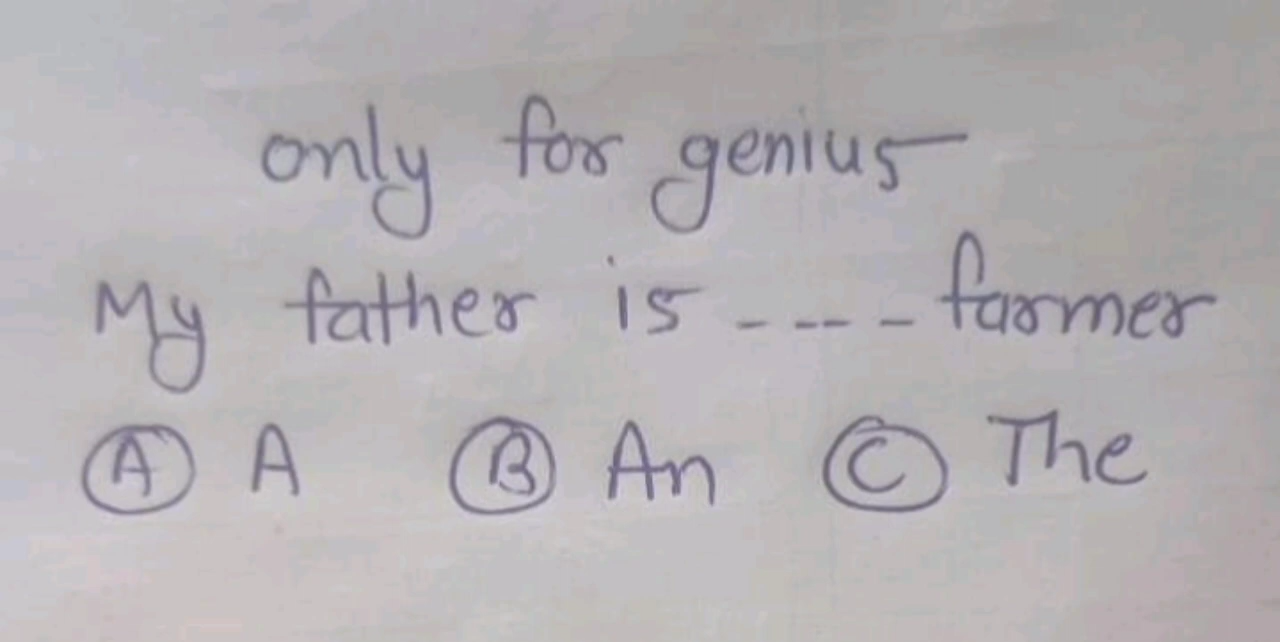 only for genius
My father is ---- farmer
Ⓐ A Ⓑ An Ⓒ The